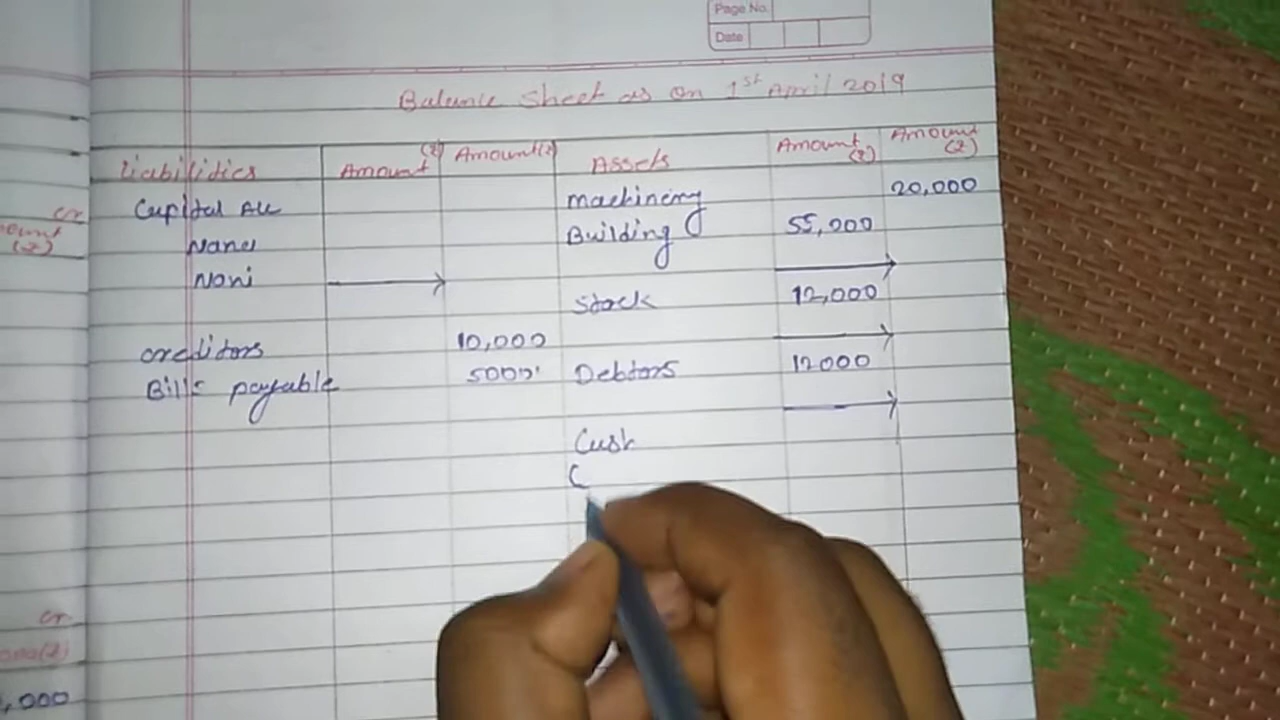 Page No.
Date
Balance Sheet as on 1st April 2019
Liabilities Amount (₹) Amount(₹) Assets Amount (₹) Amount (₹)
Capital A/c Machinery 20,000
Building 55,000
Noni
Stock 12,000
Creditors 10,000
Bills payable 5000 Debtors 12000
Cash
C
cr
(₹)
cr
,000